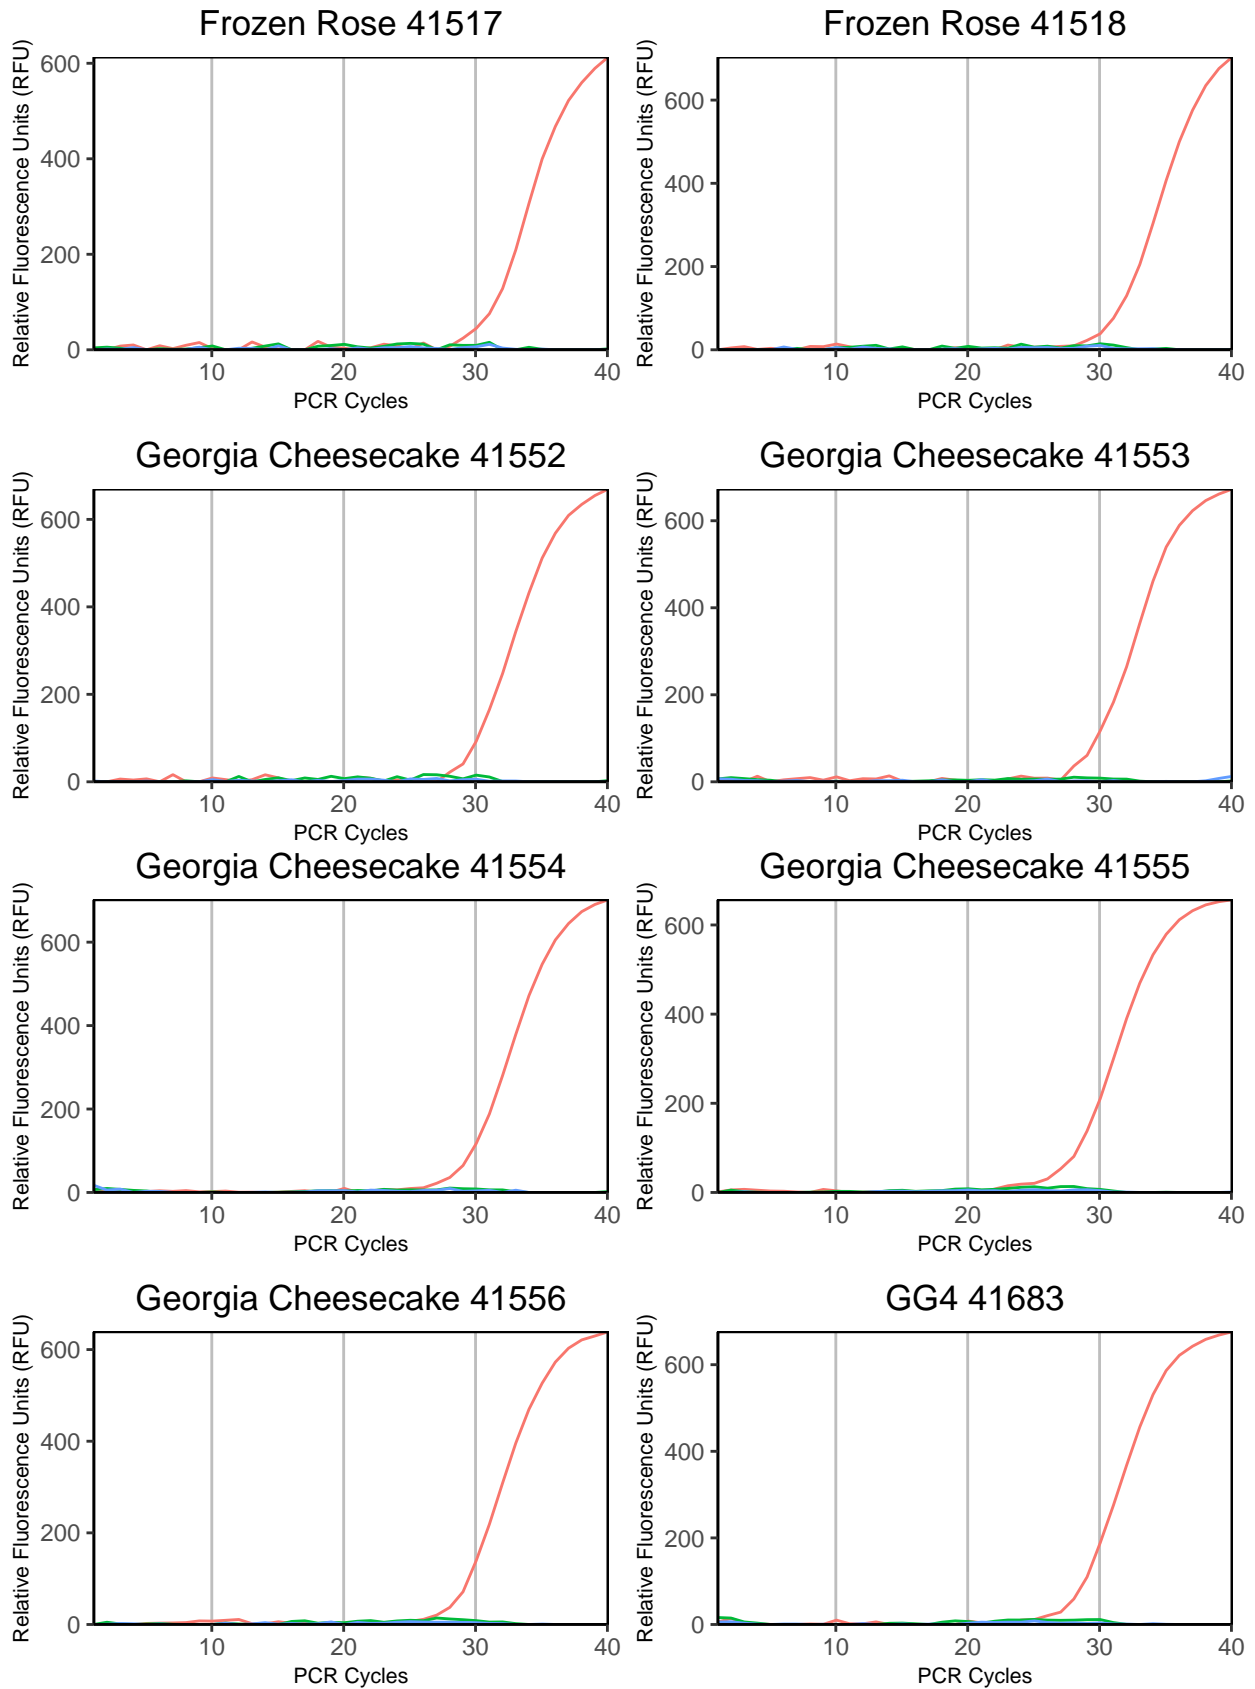 Frozen Rose 41517
Relative Fluorescence Units (RFU)
600
400
200
0
10 20 30 40
PCR Cycles
Frozen Rose 41518
Relative Fluorescence Units (RFU)
600
400
200
0
10 20 30 40
PCR Cycles
Georgia Cheesecake 41552
Relative Fluorescence Units (RFU)
600
400
200
0
10 20 30 40
PCR Cycles
Georgia Cheesecake 41553
Relative Fluorescence Units (RFU)
600
400
200
0
10 20 30 40
PCR Cycles
Georgia Cheesecake 41554
Relative Fluorescence Units (RFU)
600
400
200
0
10 20 30 40
PCR Cycles
Georgia Cheesecake 41555
Relative Fluorescence Units (RFU)
600
400
200
0
10 20 30 40
PCR Cycles
Georgia Cheesecake 41556
Relative Fluorescence Units (RFU)
600
400
200
0
10 20 30 40
PCR Cycles
GG4 41683
Relative Fluorescence Units (RFU)
600
400
200
0
10 20 30 40
PCR Cycles